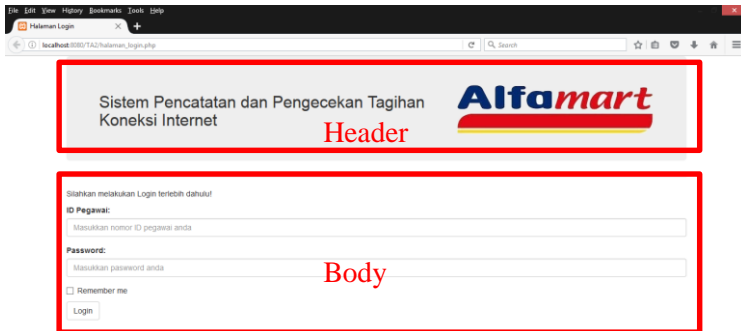 File Edit View History Bookmarks Tools Help
Halaman Login
localhost:8080/TA2/halaman_login.php
Search
Sistem Pencatatan dan Pengecekan Tagihan
Koneksi Internet
Alfamart
Header
Silahkan melakukan Login terlebih dahulu!
ID Pegawai:
Masukkan nomor ID pegawai anda
Password:
Masukkan password anda
Body
Remember me
Login